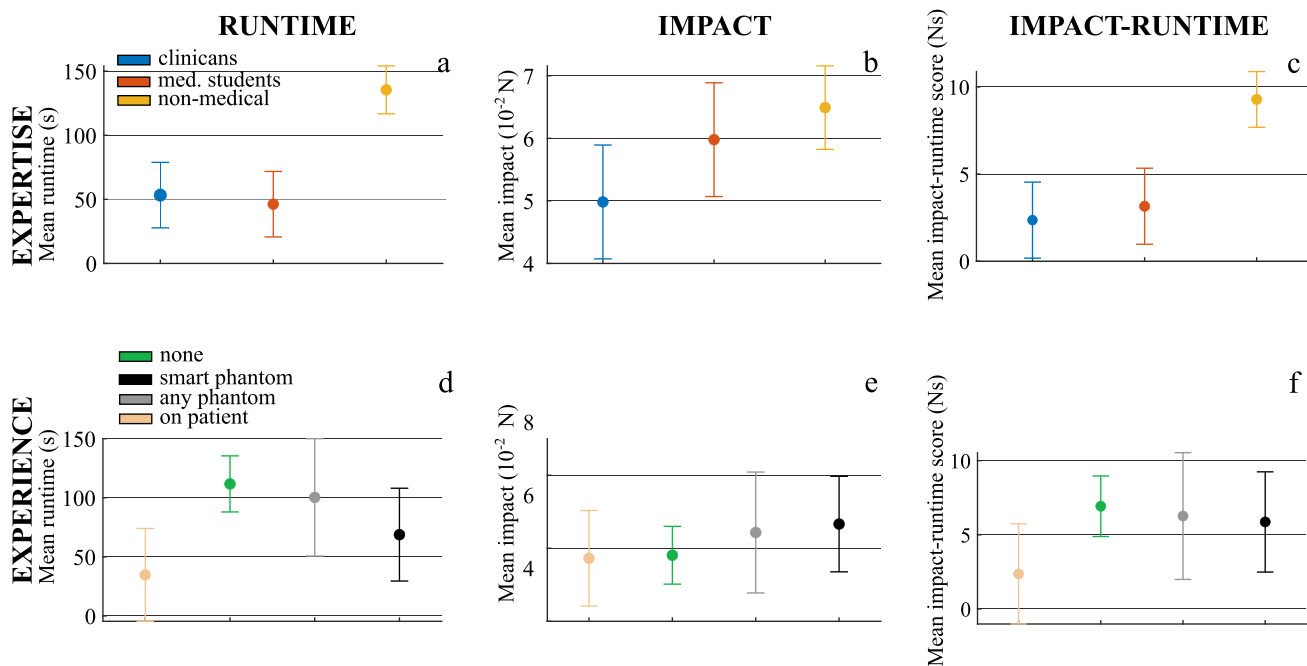 RUNTIME
IMPACT
IMPACT-RUNTIME
EXPERTISE
clinicans
med. students
non-medical
a
Mean runtime (s)
150
100
50
0
b
Mean impact (10⁻² N)
7
6
5
4
c
Mean impact-runtime score (Ns)
10
5
0
EXPERIENCE
none
smart phantom
any phantom
on patient
d
Mean runtime (s)
150
100
50
0
e
Mean impact (10⁻² N)
8
6
4
f
Mean impact-runtime score (Ns)
10
5
0